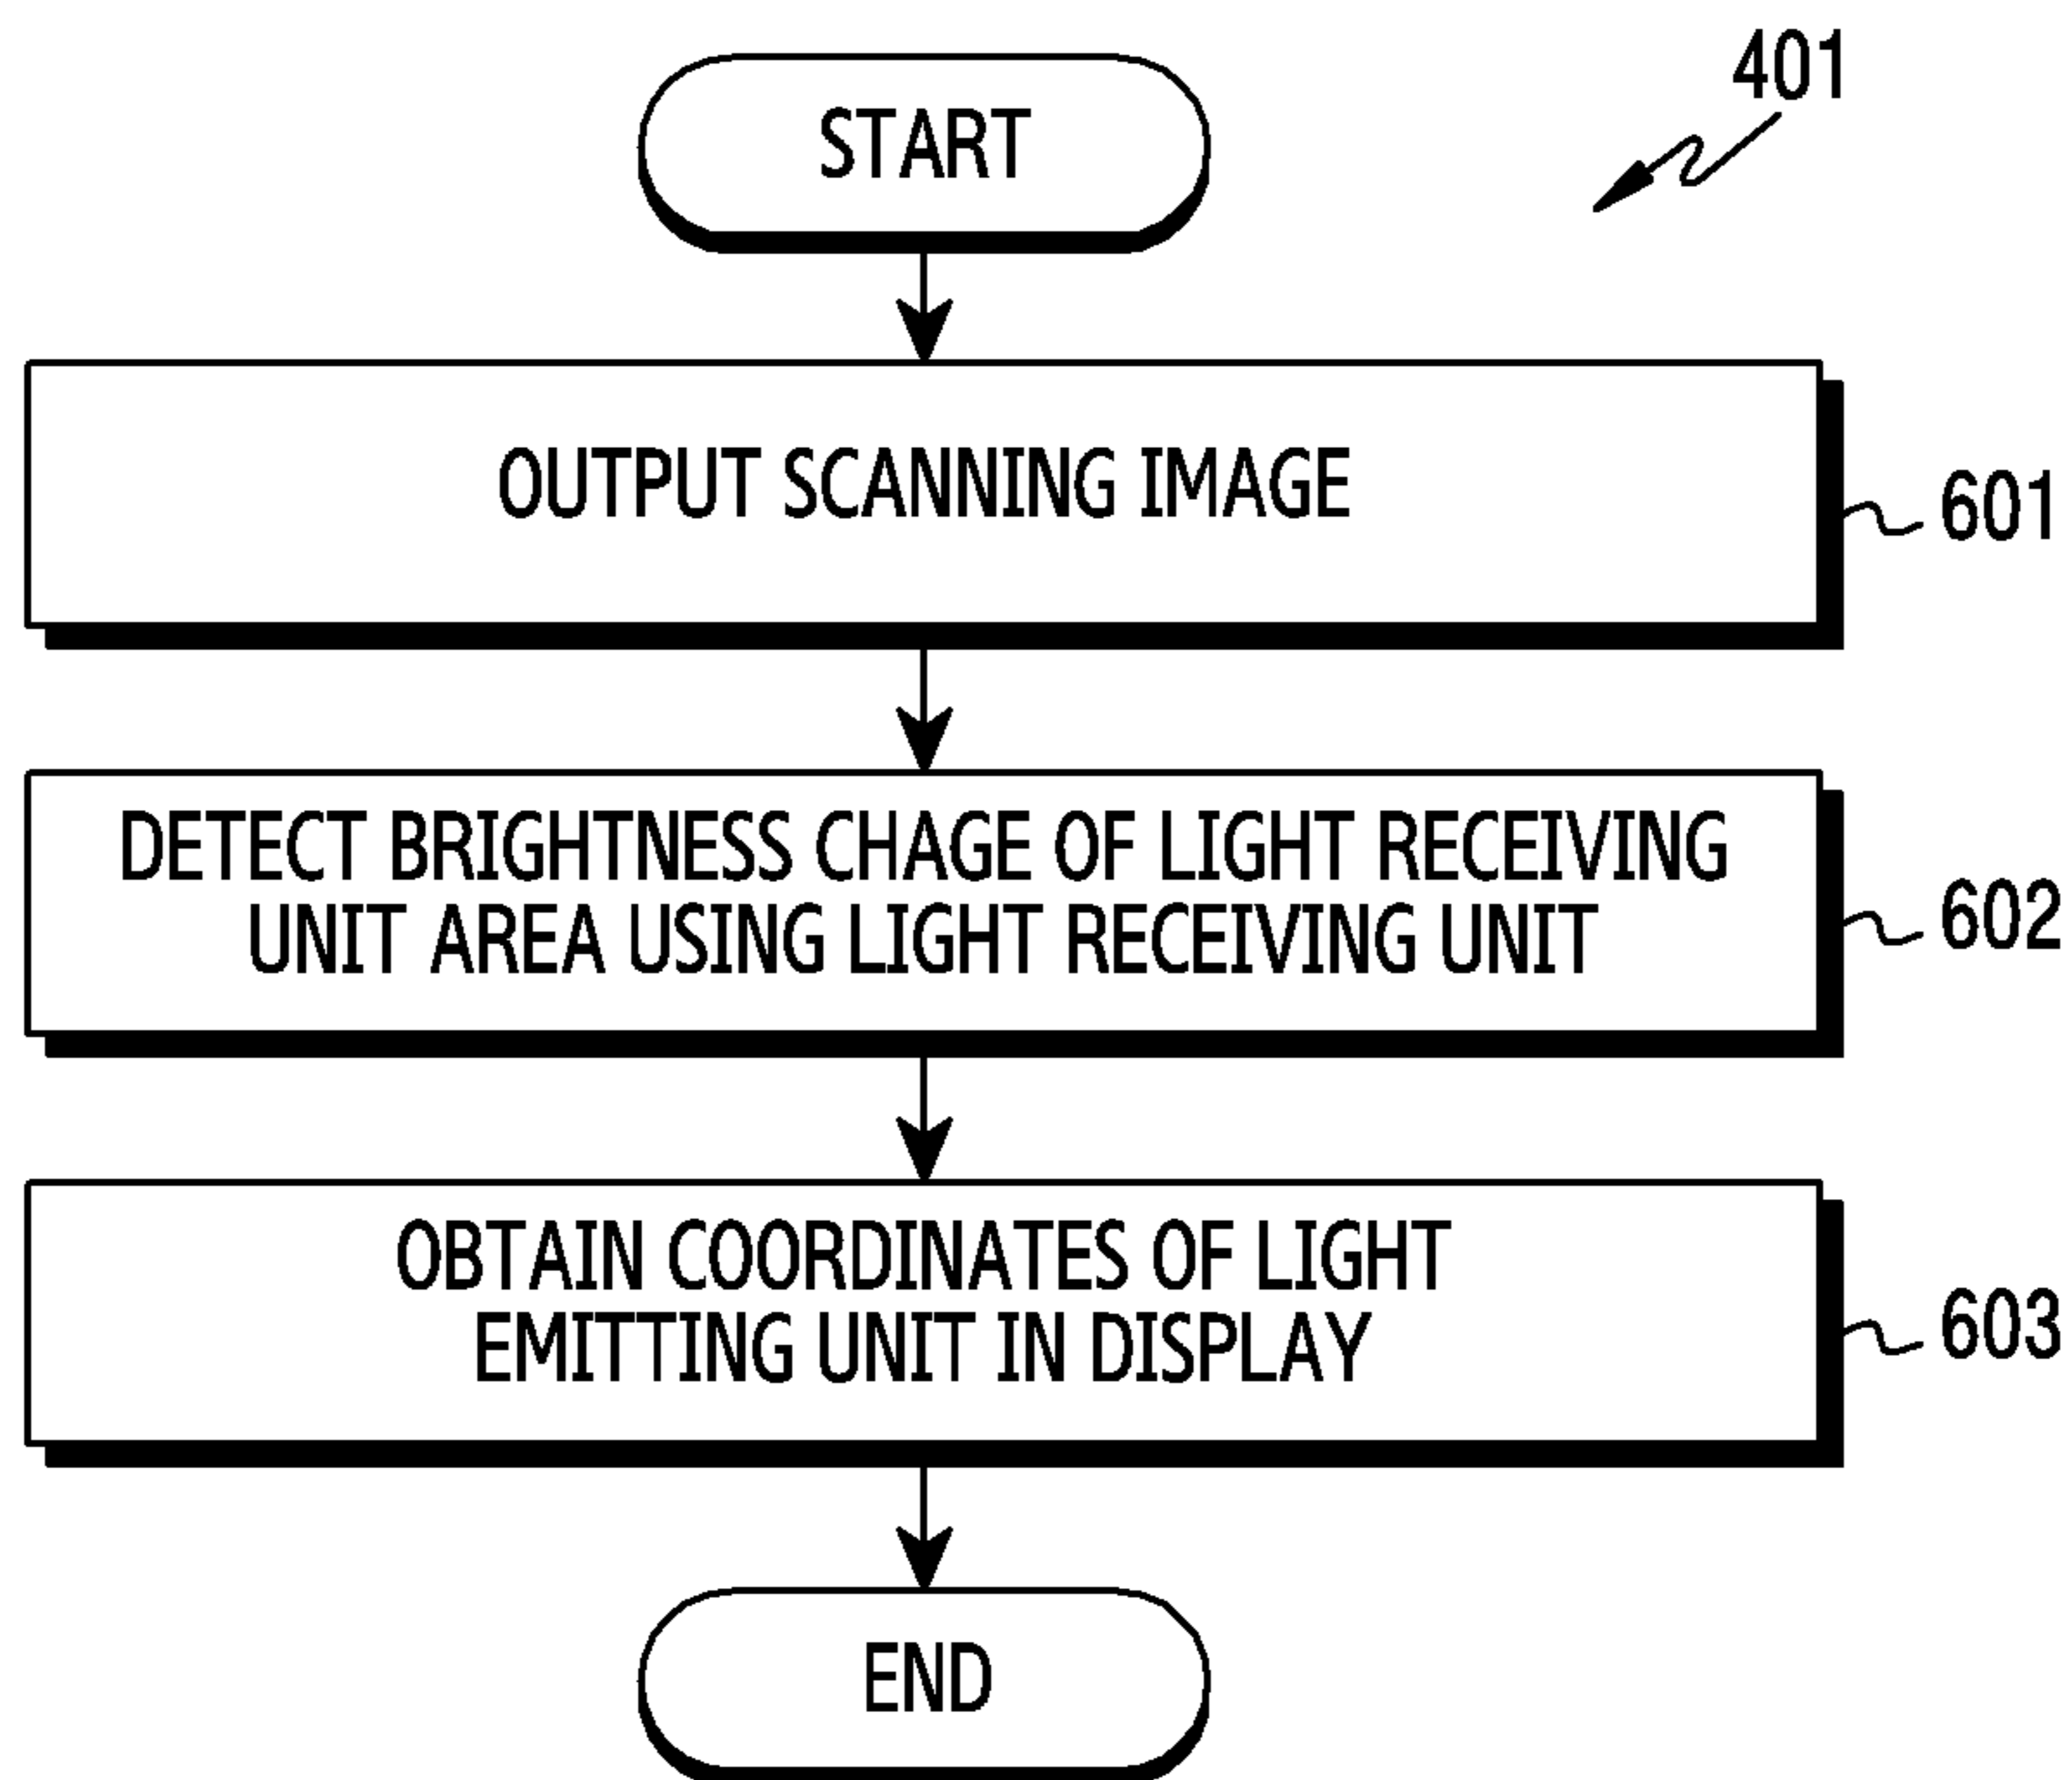 401
START
OUTPUT SCANNING IMAGE
601
DETECT BRIGHTNESS CHAGE OF LIGHT RECEIVING
UNIT AREA USING LIGHT RECEIVING UNIT
602
OBTAIN COORDINATES OF LIGHT
EMITTING UNIT IN DISPLAY
603
END